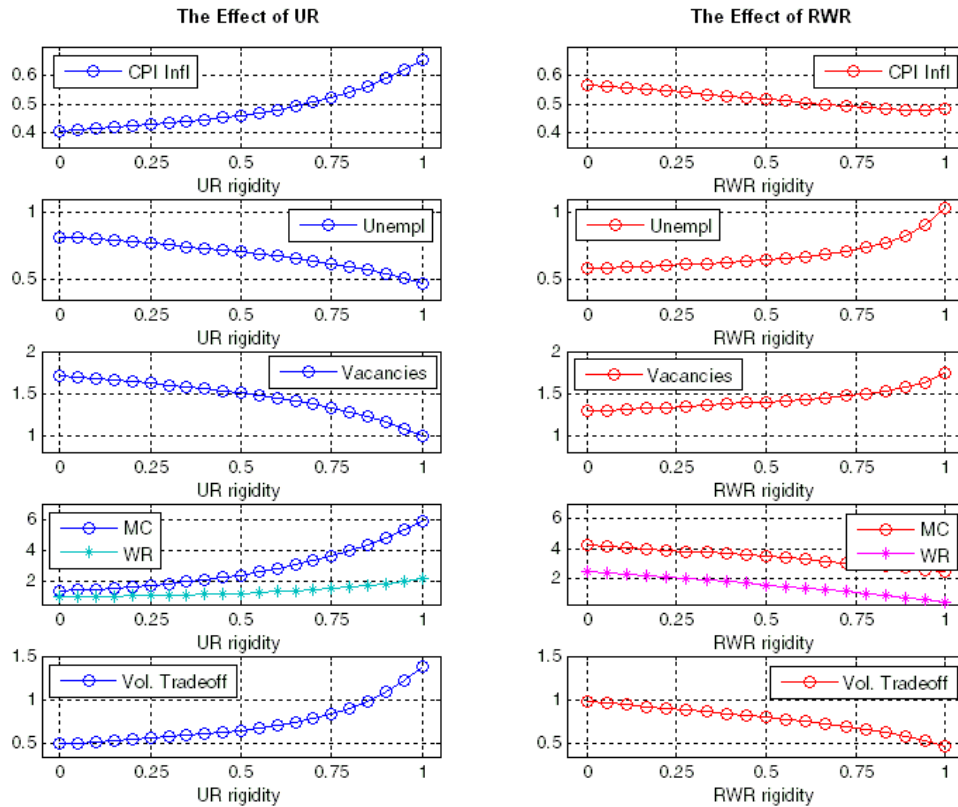 The Effect of UR
The Effect of RWR
CPI Infl
0.6
0.5
0.4
0 0.25 0.5 0.75 1
UR rigidity
CPI Infl
0.6
0.5
0.4
0 0.25 0.5 0.75 1
RWR rigidity
Unempl
1
0.5
0 0.25 0.5 0.75 1
UR rigidity
Unempl
1
0.5
0 0.25 0.5 0.75 1
RWR rigidity
Vacancies
2
1.5
1
0 0.25 0.5 0.75 1
UR rigidity
Vacancies
2
1.5
1
0 0.25 0.5 0.75 1
RWR rigidity
MC
WR
6
4
2
0 0.25 0.5 0.75 1
UR rigidity
MC
WR
6
4
2
0 0.25 0.5 0.75 1
RWR rigidity
Vol. Tradeoff
1.5
1
0.5
0 0.25 0.5 0.75 1
UR rigidity
Vol. Tradeoff
1.5
1
0.5
0 0.25 0.5 0.75 1
RWR rigidity